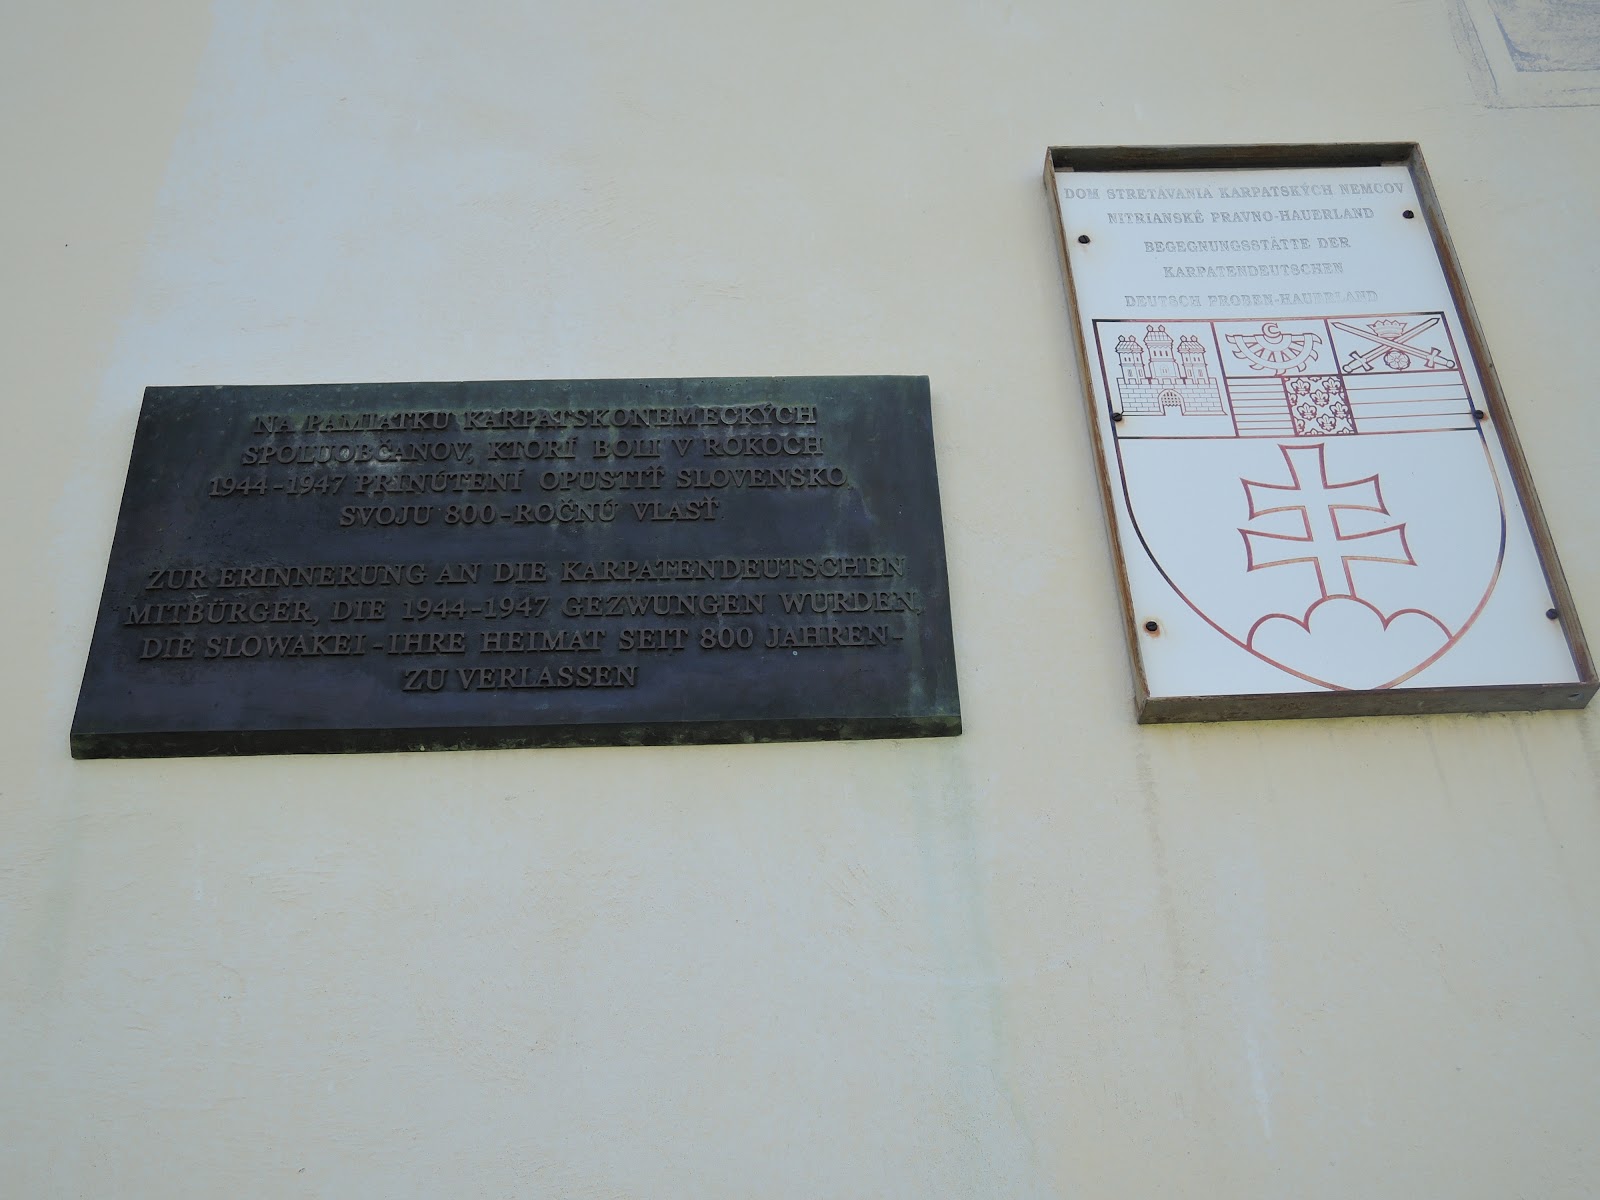 NA PAMIATKU KARPATSKONEMECKÝCH
SPOLUOBČANOV, KTORÍ BOLI V ROKOCH
1944-1947 PRINÚTENÍ OPUSTIŤ SLOVENSKO
SVOJU 800-ROČNÚ VLASŤ
ZUR ERINNERUNG AN DIE KARPATENDEUTSCHEN
MITBÜRGER, DIE 1944-1947 GEZWUNGEN WURDEN,
DIE SLOWAKEI - IHRE HEIMAT SEIT 800 JAHREN -
ZU VERLASSEN
DOM STRETÁVANIA KARPATSKÝCH NEMCOV
NITRIANSKÉ PRAVNO-HAUERLAND
BEGEGNUNGSSTÄTTE DER
KARPATENDEUTSCHEN
DEUTSCH PROBEN-HAUERLAND
C